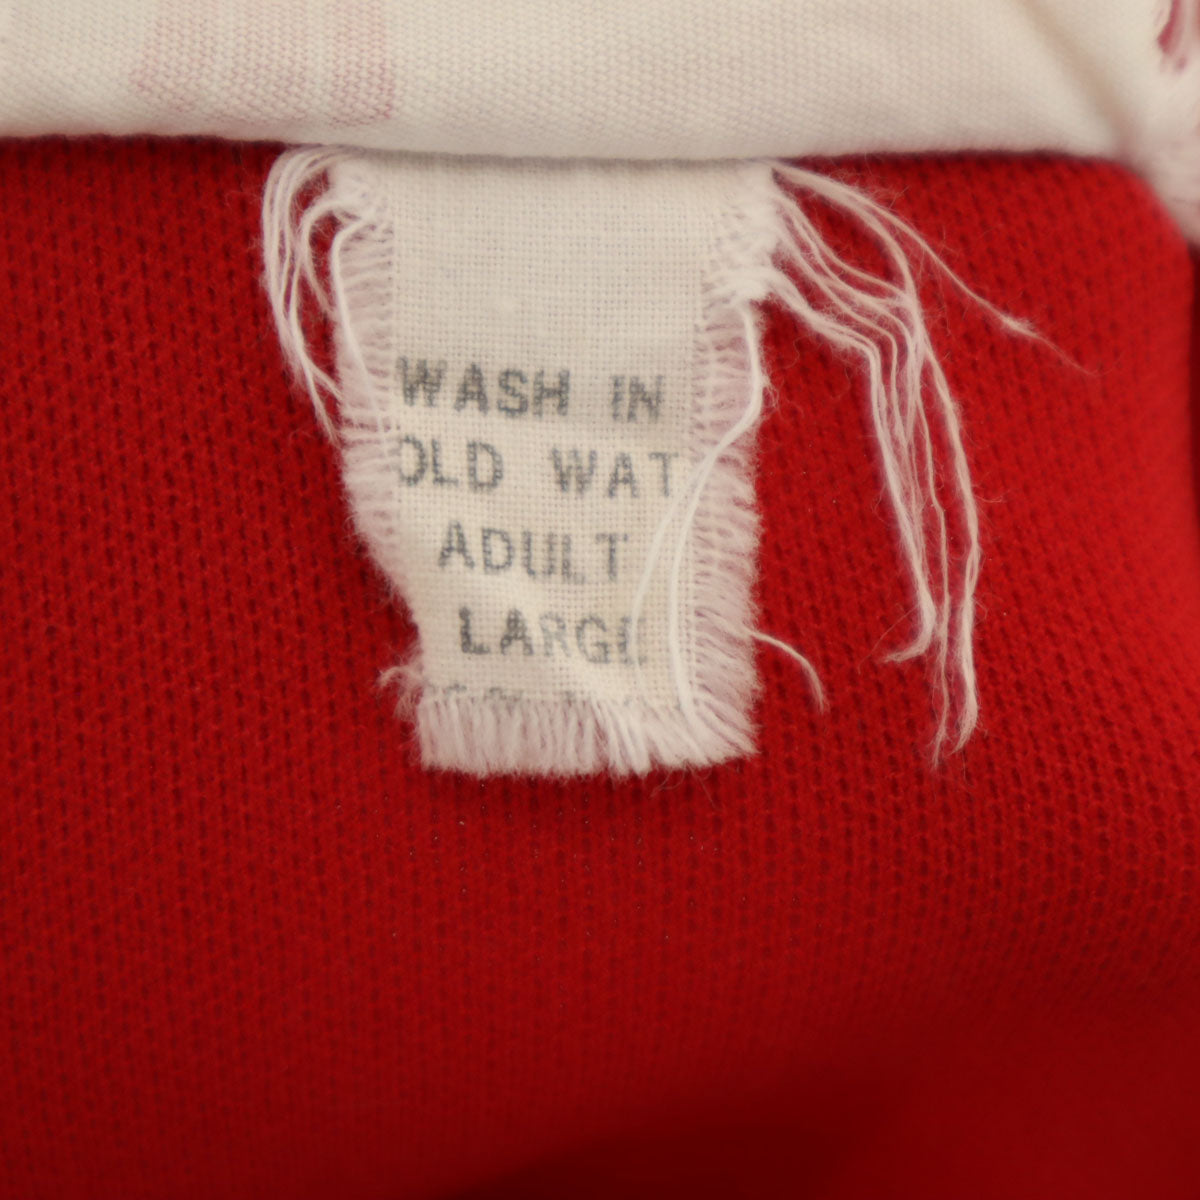 WASH IN
OLD WAT
ADULT
LARGE